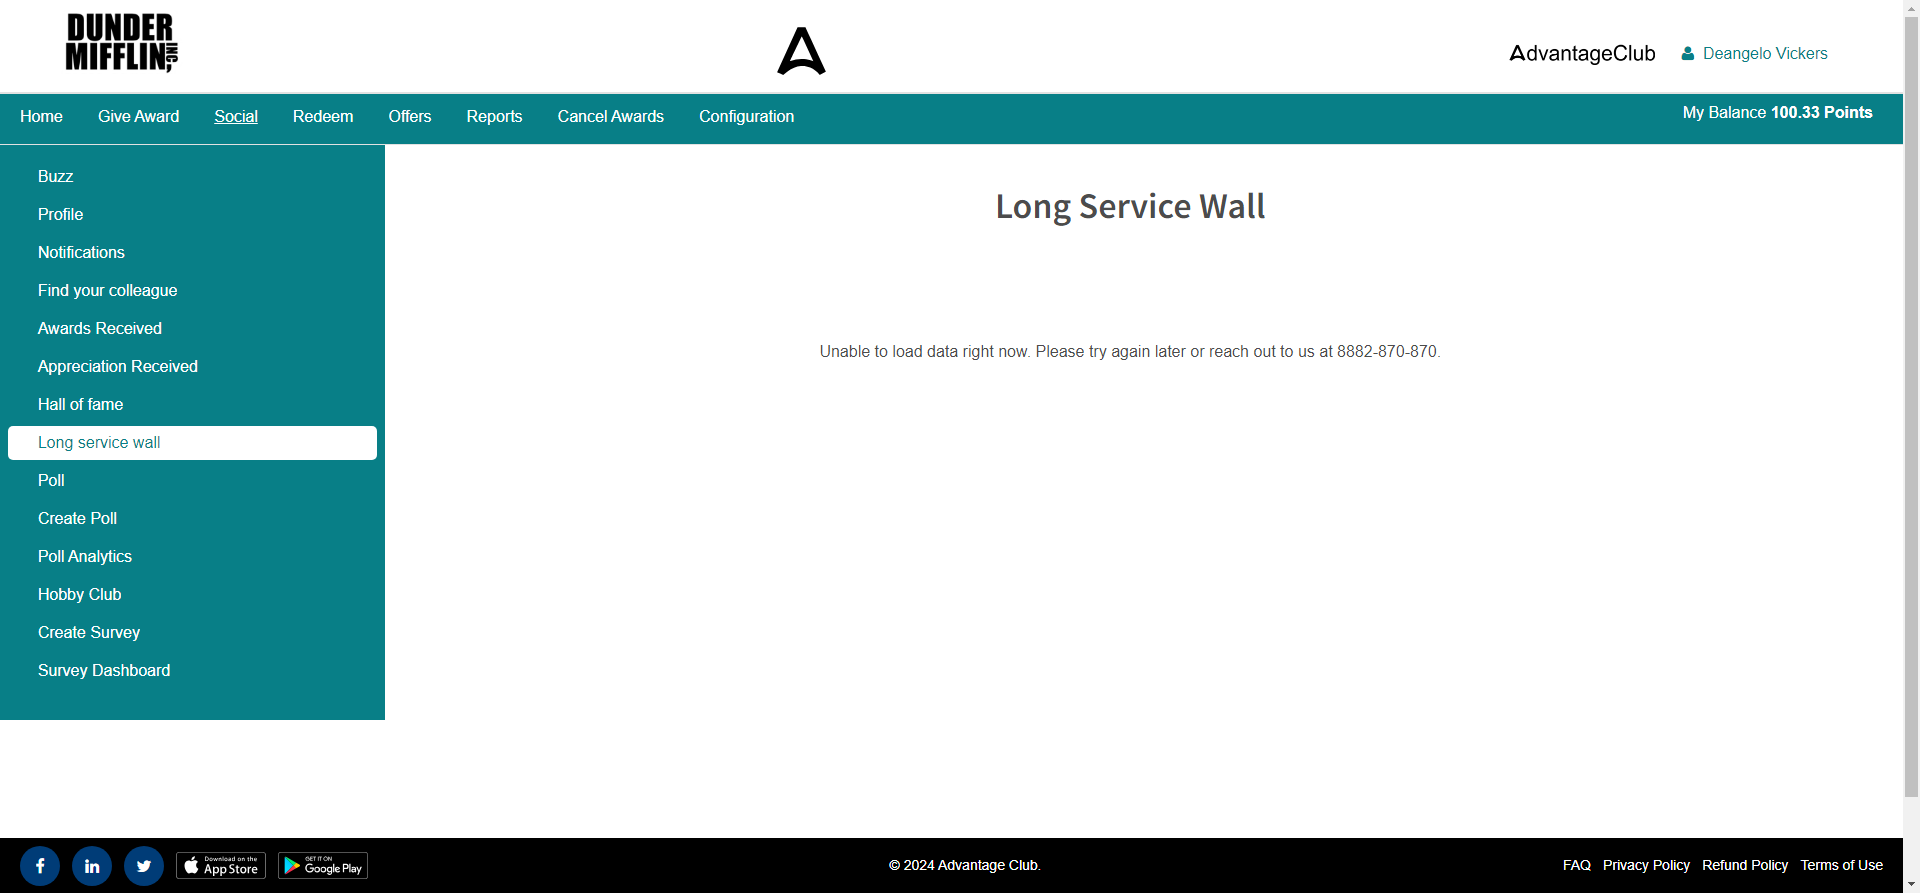 DUNDER
MIFFLIN, INC
AdvantageClub
Deangelo Vickers
Home
Give Award
Social
Redeem
Offers
Reports
Cancel Awards
Configuration
My Balance 100.33 Points
Buzz
Profile
Notifications
Find your colleague
Awards Received
Appreciation Received
Hall of fame
Long service wall
Poll
Create Poll
Poll Analytics
Hobby Club
Create Survey
Survey Dashboard
Long Service Wall
Unable to load data right now. Please try again later or reach out to us at 8882-870-870.
Download on the
App Store
GET IT ON
Google Play
© 2024 Advantage Club.
FAQ
Privacy Policy
Refund Policy
Terms of Use